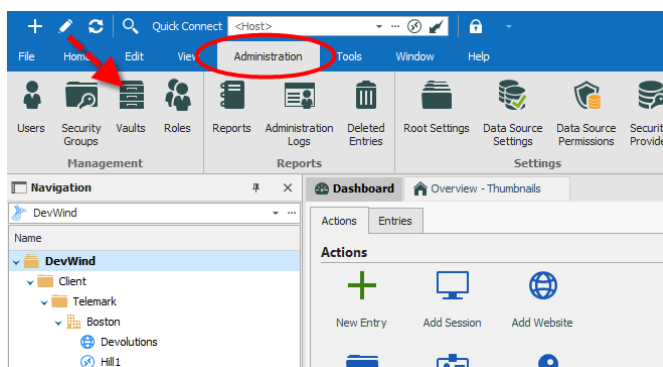 Quick Connect <Host>
File Home Edit View Administration Tools Window Help
Users Security Groups Vaults Roles Reports Administration Logs Deleted Entries Root Settings Data Source Settings Data Source Permissions
Management Reports Settings
Navigation
Dashboard Overview - Thumbnails
DevWind
Actions Entries
Name
Actions
DevWind
Client
Telemark
Boston
New Entry Add Session Add Website
Devolutions
Hill1